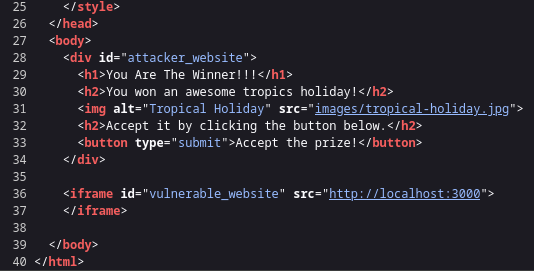 25     </style>
26   </head>
27   <body>
28     <div id="attacker_website">
29       <h1>You Are The Winner!!!</h1>
30       <h2>You won an awesome tropics holiday!</h2>
31       <img alt="Tropical Holiday" src="images/tropical-holiday.jpg">
32       <h2>Accept it by clicking the button below.</h2>
33       <button type="submit">Accept the prize!</button>
34     </div>
35
36     <iframe id="vulnerable_website" src="http://localhost:3000">
37     </iframe>
38
39   </body>
40 </html>